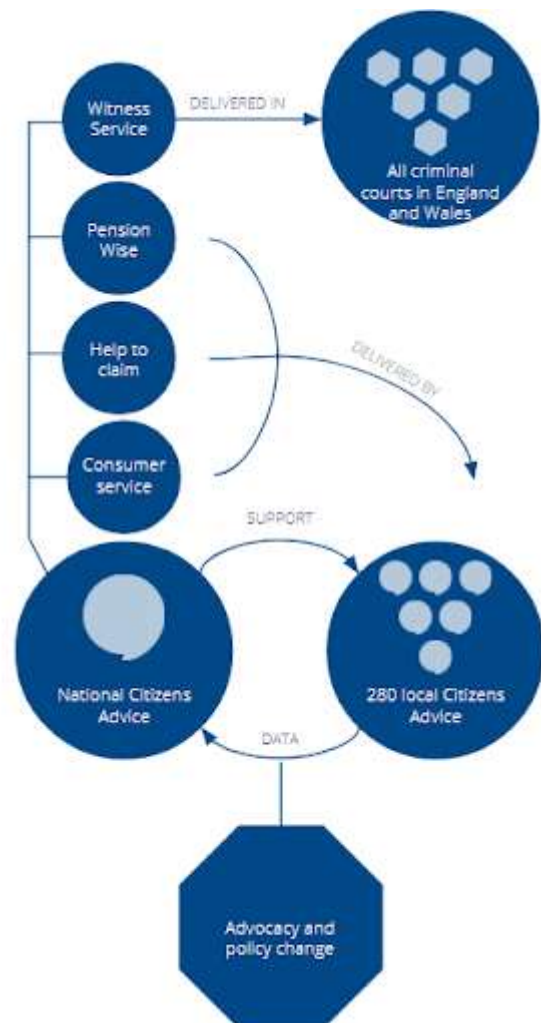 Witness
Service
DELIVERED IN
All criminal
courts in England
and Wales
Pension
Wise
Help to
claim
DELIVERED BY
Consumer
service
SUPPORT
National Citizens
Advice
280 local Citizens
Advice
DATA
Advocacy and
policy change